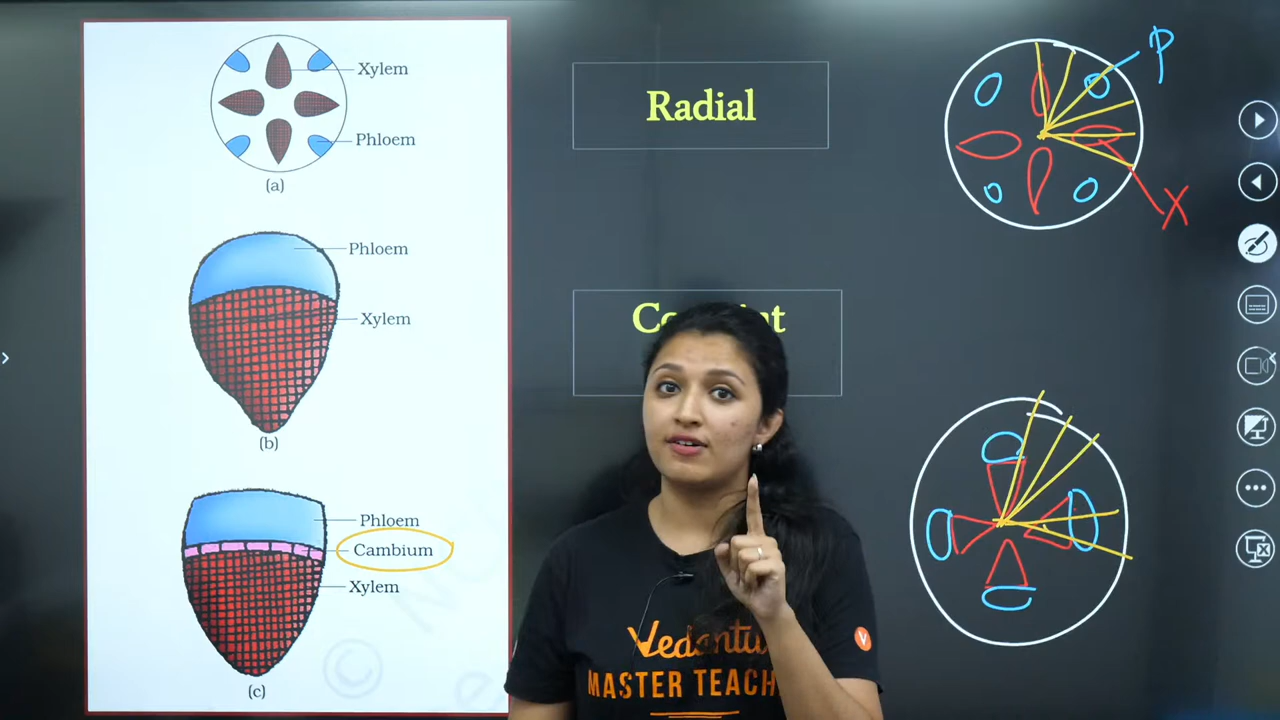 Xylem
Phloem
(a)
Phloem
Xylem
(b)
Phloem
Cambium
Xylem
(c)
©
Radial
P
X
Vedantu
MASTER TEACH
V